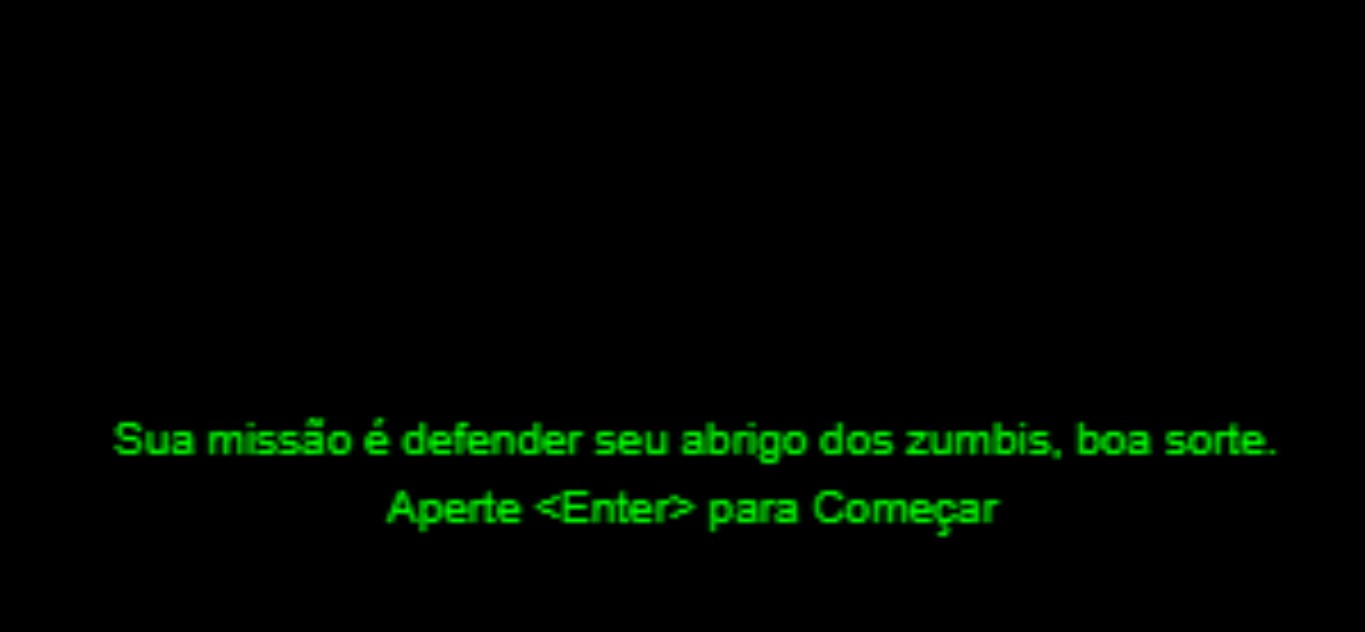 Sua missão é defender seu abrigo dos zumbis, boa sorte.
Aperte <Enter> para Começar